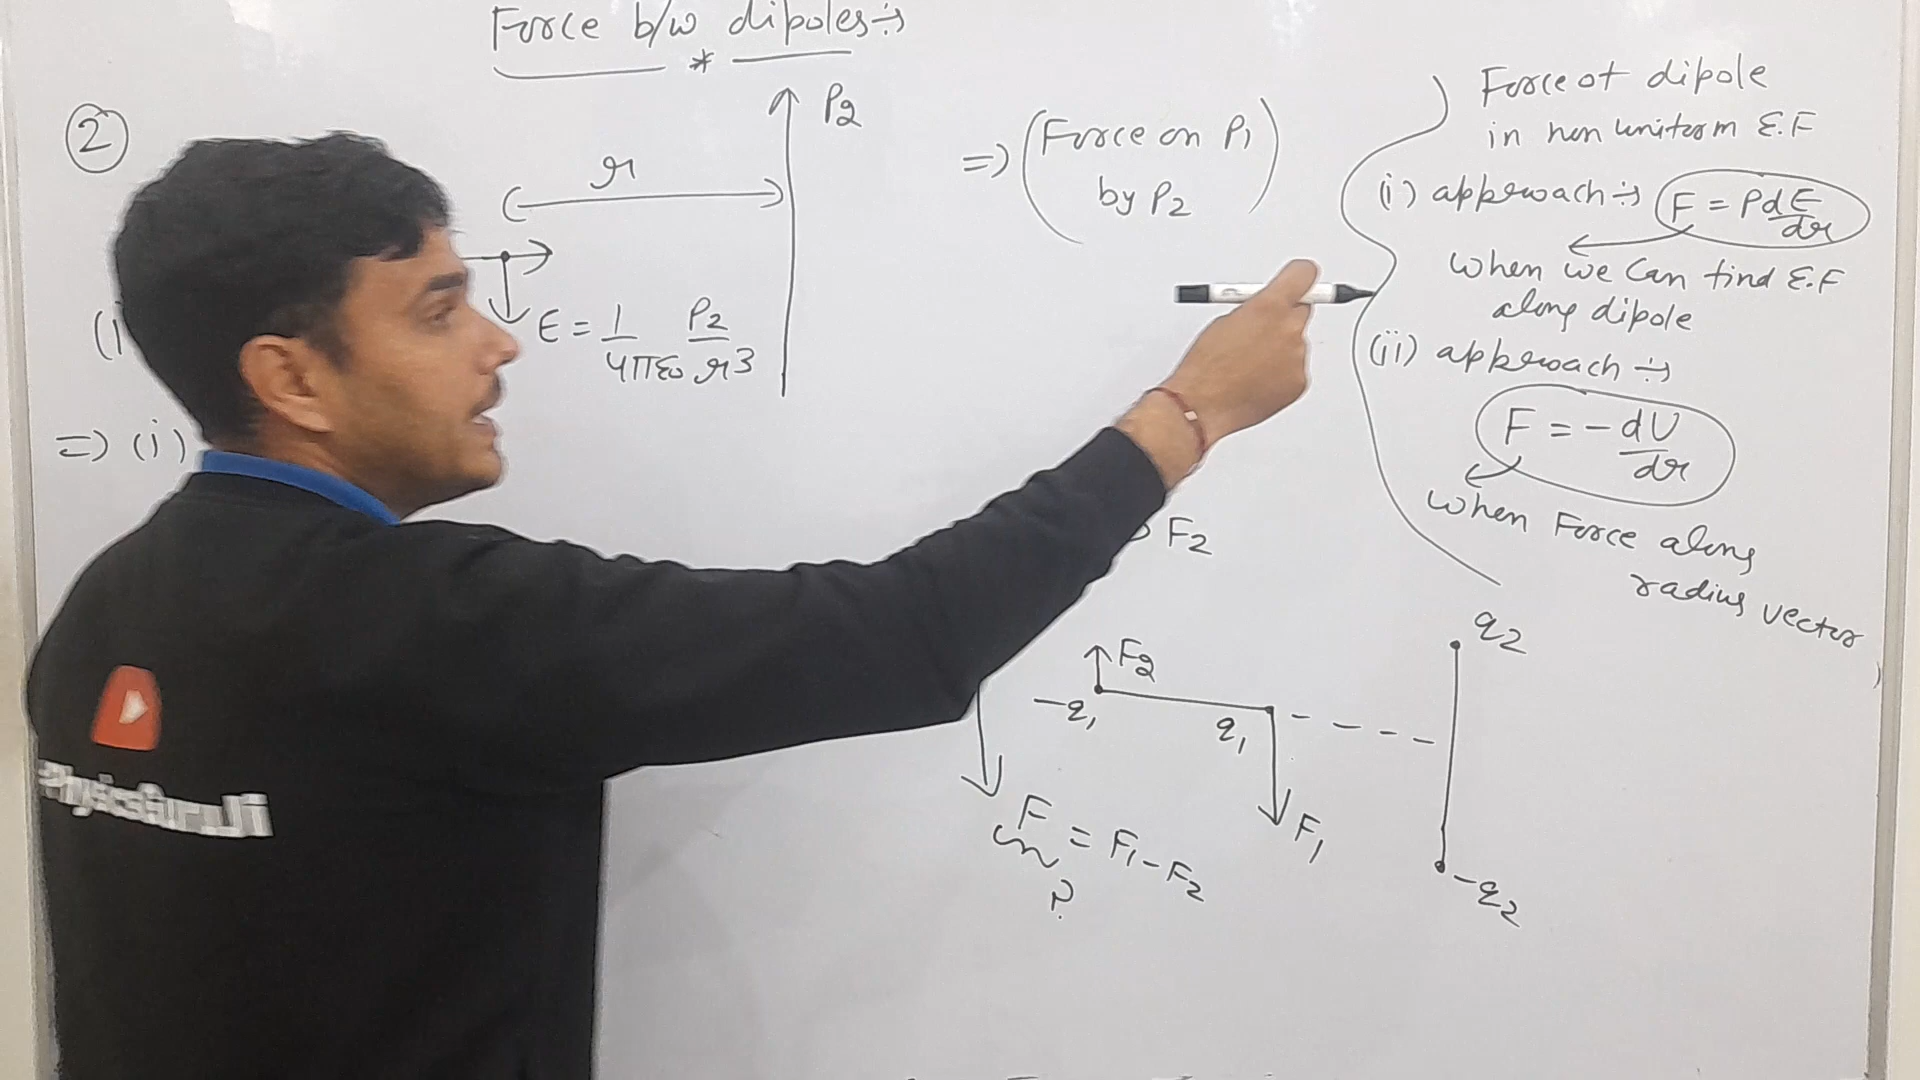 Force b/w dipoles:→
*
2
P2
r
(i
E = 1/4πε0 P2/r3
=) (i)
=) (Force on P1
by P2)
Force of dipole
in non uniform E.F
(i) approach:→ F = PdE/dr
when we can find E.F
along dipole
(ii) approach:→
F = -dU/dr
when Force along
radius vector
F2
F2
-q1
q1
F1
q2
-q2
F = F1-F2
?
PhysicsGuruJi